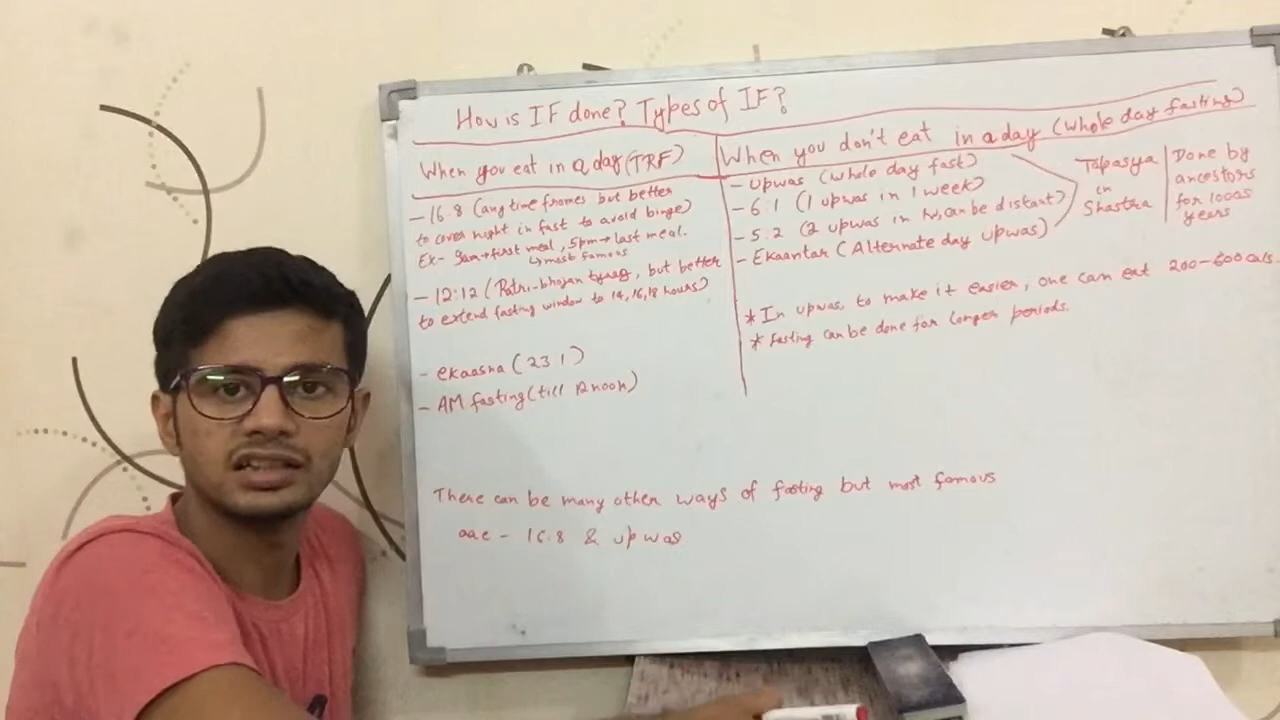 How is IF done? Types of IF?
When you eat in a day (TRF)
- 16:8 (any time frames but better
to cover night in fast to avoid binge)
Ex- 9am→first meal, 5pm→last meal.
↳most famous
- 12:12 (Ratri-bhojan tyaag, but better
to extend fasting window to 14,16,18 hours)
- ekaasna (23:1)
- AM fasting (till 12 noon)
When you don't eat in a day (Whole day fasting)
- Upwas (whole day fast)
- 6:1 (1 upwas in 1 week)
- 5:2 (2 upwas in W, can be distant)
- Ekaantar (Alternate day upwas)
Tapasya
in
Shastra
Done by
ancestors
for 1000s
years
* In upwas, to make it easier, one can eat 200-600 cals.
* Fasting can be done for longer periods.
There can be many other ways of fasting but most famous
are - 16:8 & upwas